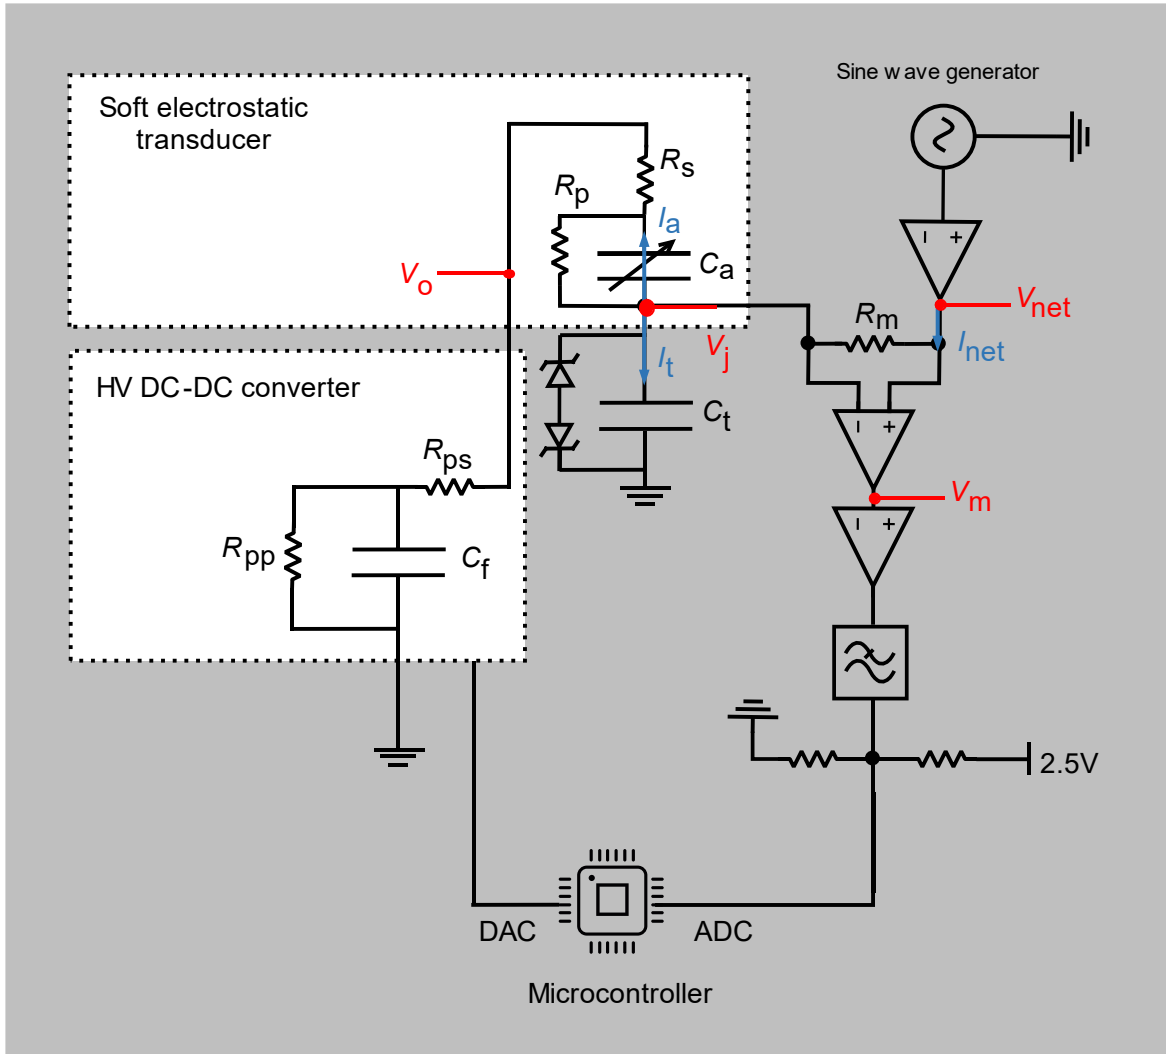 Sine wave generator
Soft electrostatic
transducer
Rs
Rp
Ia
Ca
Vo
Vnet
Rm
Inet
Vj
It
HV DC-DC converter
Ct
Rps
Vm
Rpp
Cf
2.5V
DAC
ADC
Microcontroller